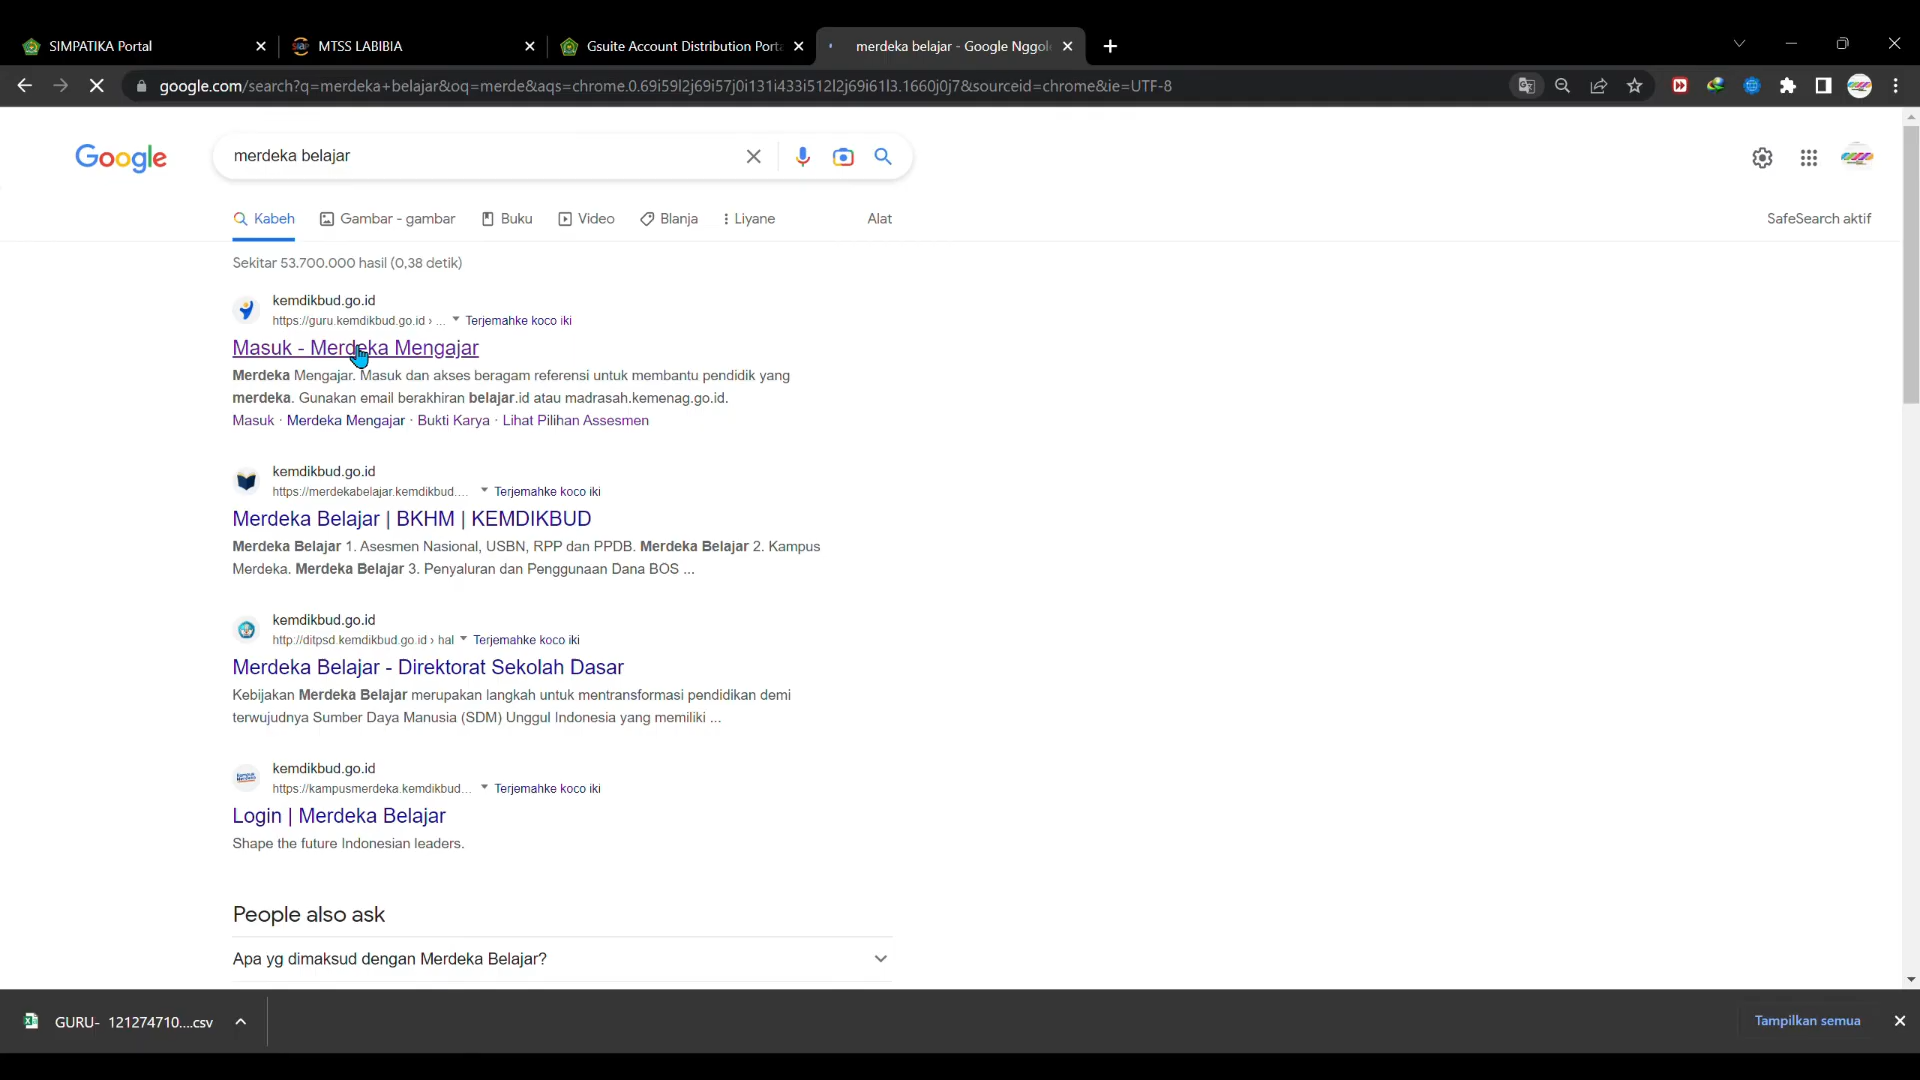 SIMPATIKA Portal
MTSS LABIBIA
Gsuite Account Distribution Porta
merdeka belajar - Google Nggol
google.com/search?q=merdeka+belajar&oq=merde&aqs=chrome.0.69i59l2j69i57j0i131i433i512l2j69i61l3.1660j0j7&sourceid=chrome&ie=UTF-8
Google
merdeka belajar
Kabeh
Gambar - gambar
Buku
Video
Blanja
Liyane
Alat
SafeSearch aktif
Sekitar 53.700.000 hasil (0,38 detik)
kemdikbud.go.id
https://guru.kemdikbud.go.id › ... Terjemahke koco iki
Masuk - Merdeka Mengajar
Merdeka Mengajar. Masuk dan akses beragam referensi untuk membantu pendidik yang
merdeka. Gunakan email berakhiran belajar.id atau madrasah.kemenag.go.id.
Masuk · Merdeka Mengajar · Bukti Karya · Lihat Pilihan Assesmen
kemdikbud.go.id
https://merdekabelajar.kemdikbud.... Terjemahke koco iki
Merdeka Belajar | BKHM | KEMDIKBUD
Merdeka Belajar 1. Asesmen Nasional, USBN, RPP dan PPDB. Merdeka Belajar 2. Kampus
Merdeka. Merdeka Belajar 3. Penyaluran dan Penggunaan Dana BOS ...
kemdikbud.go.id
http://ditpsd.kemdikbud.go.id › hal Terjemahke koco iki
Merdeka Belajar - Direktorat Sekolah Dasar
Kebijakan Merdeka Belajar merupakan langkah untuk mentransformasi pendidikan demi
terwujudnya Sumber Daya Manusia (SDM) Unggul Indonesia yang memiliki ...
kemdikbud.go.id
https://kampusmerdeka.kemdikbud... Terjemahke koco iki
Login | Merdeka Belajar
Shape the future Indonesian leaders.
People also ask
Apa yg dimaksud dengan Merdeka Belajar?
GURU- 121274710....csv
Tampilkan semua